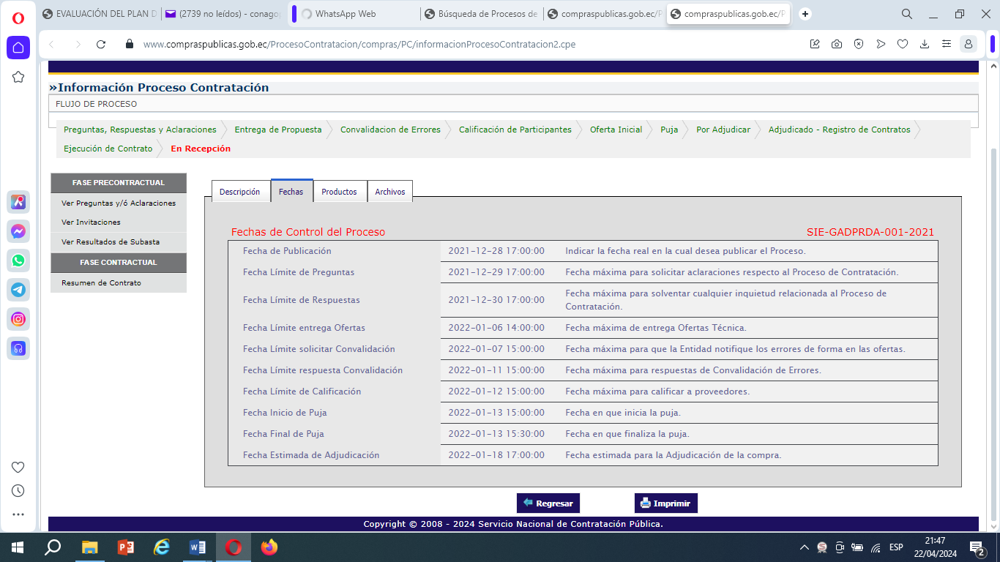 EVALUACIÓN DEL PLAN D
(2739 no leídos) - conago
WhatsApp Web
Búsqueda de Procesos de
compraspublicas.gob.ec/P
compraspublicas.gob.ec/P
www.compraspublicas.gob.ec/ProcesoContratacion/compras/PC/informacionProcesoContratacion2.cpe
»Información Proceso Contratación
FLUJO DE PROCESO
Preguntas, Respuestas y Aclaraciones Entrega de Propuesta Convalidacion de Errores Calificación de Participantes Oferta Inicial Puja Por Adjudicar Adjudicado - Registro de Contratos
Ejecución de Contrato En Recepción
FASE PRECONTRACTUAL
Ver Preguntas y/ó Aclaraciones
Ver Invitaciones
Ver Resultados de Subasta
FASE CONTRACTUAL
Resumen de Contrato
Descripción Fechas Productos Archivos
Fechas de Control del Proceso SIE-GADPRDA-001-2021
Fecha de Publicación 2021-12-28 17:00:00 Indicar la fecha real en la cual desea publicar el Proceso.
Fecha Límite de Preguntas 2021-12-29 17:00:00 Fecha máxima para solicitar aclaraciones respecto al Proceso de Contratación.
Fecha Límite de Respuestas 2021-12-30 17:00:00 Fecha máxima para solventar cualquier inquietud relacionada al Proceso de
Contratación.
Fecha Límite entrega Ofertas 2022-01-06 14:00:00 Fecha máxima de entrega Ofertas Técnica.
Fecha Límite solicitar Convalidación 2022-01-07 15:00:00 Fecha máxima para que la Entidad notifique los errores de forma en las ofertas.
Fecha Límite respuesta Convalidación 2022-01-11 15:00:00 Fecha máxima para respuestas de Convalidación de Errores.
Fecha Límite de Calificación 2022-01-12 15:00:00 Fecha máxima para calificar a proveedores.
Fecha Inicio de Puja 2022-01-13 15:00:00 Fecha en que inicia la puja.
Fecha Final de Puja 2022-01-13 15:30:00 Fecha en que finaliza la puja.
Fecha Estimada de Adjudicación 2022-01-18 17:00:00 Fecha estimada para la Adjudicación de la compra.
Regresar Imprimir
Copyright © 2008 - 2024 Servicio Nacional de Contratación Pública.
ESP
21:47
22/04/2024
2